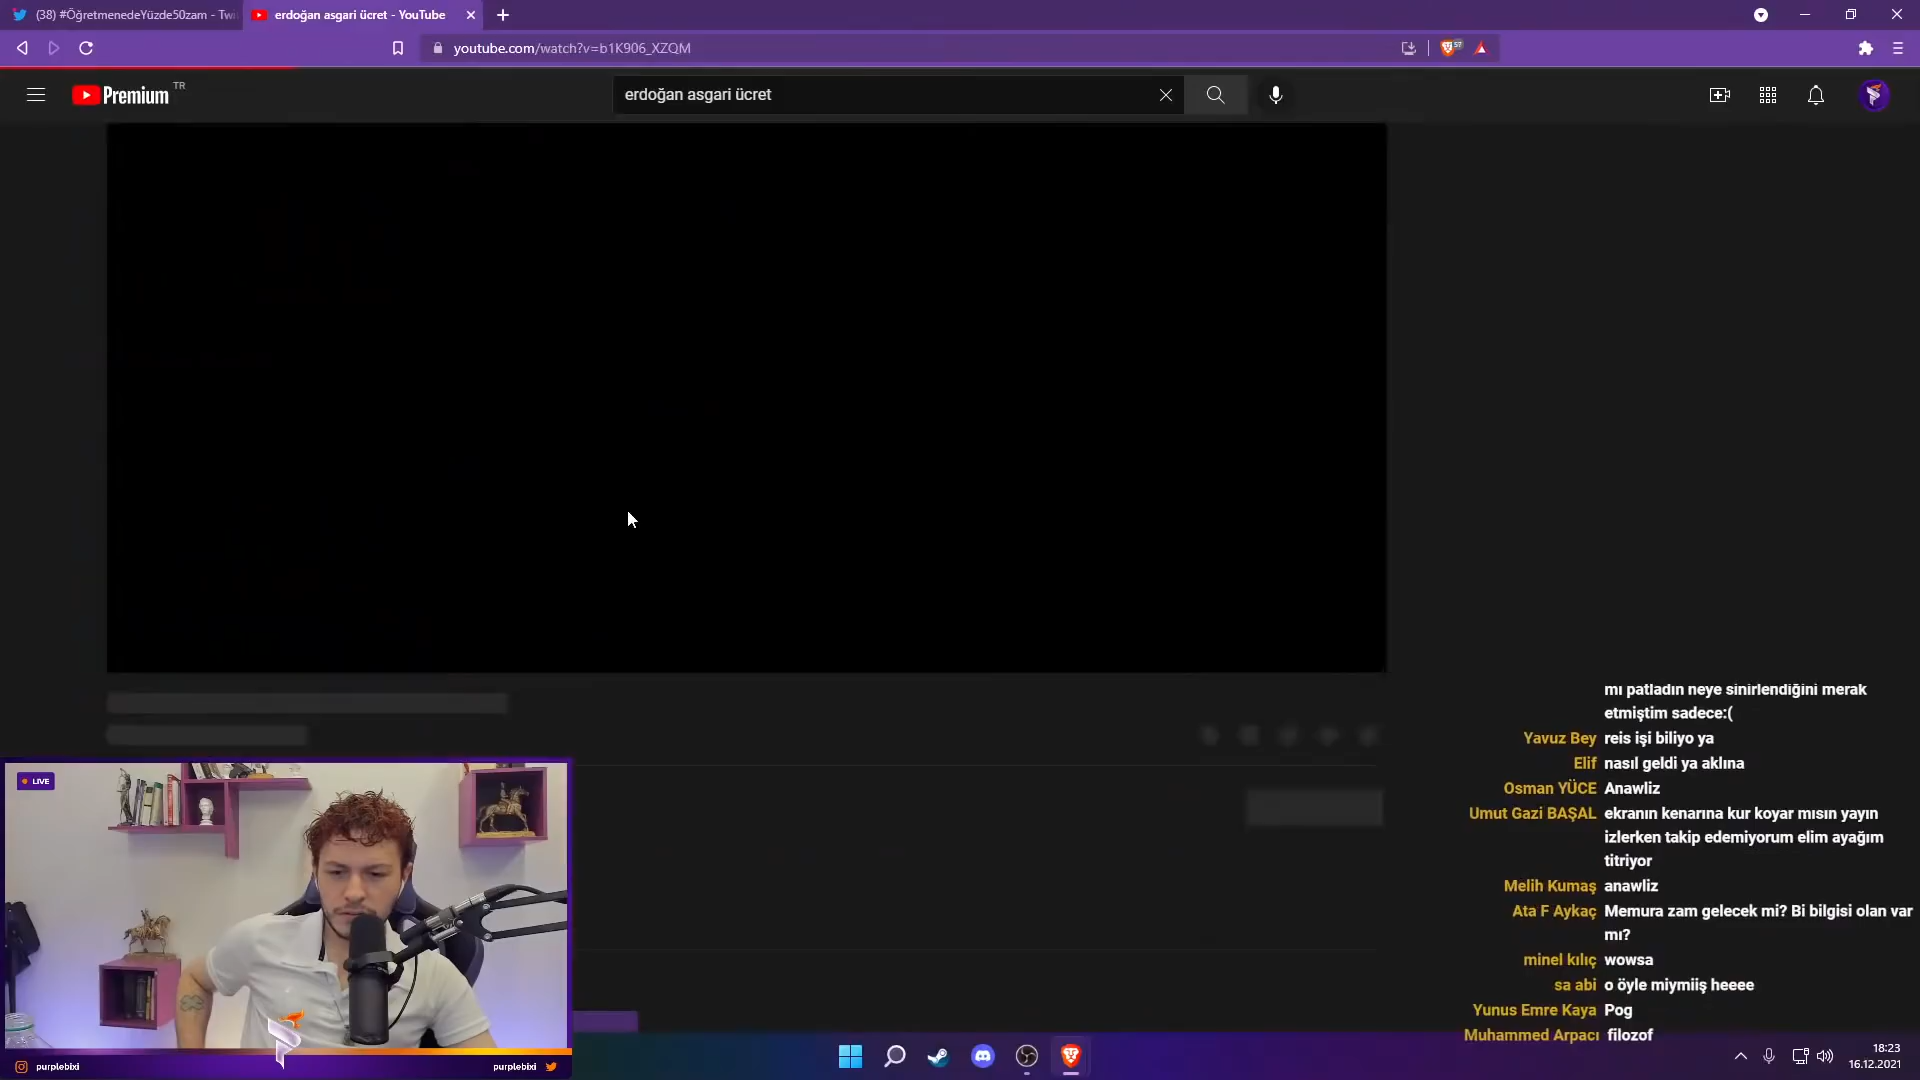 (38) #ÖğretmenedeYüzde50zam - Twi
erdoğan asgari ücret - YouTube
youtube.com/watch?v=b1K906_XZQM
57
Premium TR
erdoğan asgari ücret
mı patladın neye sinirlendiğini merak
etmiştim sadece:(
Yavuz Bey reis işi biliyo ya
Elif nasıl geldi ya aklına
Osman YÜCE Anawliz
Umut Gazi BAŞAL ekranın kenarına kur koyar mısın yayın
izlerken takip edemiyorum elim ayağım
titriyor
Melih Kumaş anawliz
Ata F Aykaç Memura zam gelecek mi? Bi bilgisi olan var
mı?
minel kılıç wowsa
sa abi o öyle miymiiş heeee
Yunus Emre Kaya Pog
Muhammed Arpacı filozof
LIVE
purplebixi
purplebixi
18:23
16.12.2021